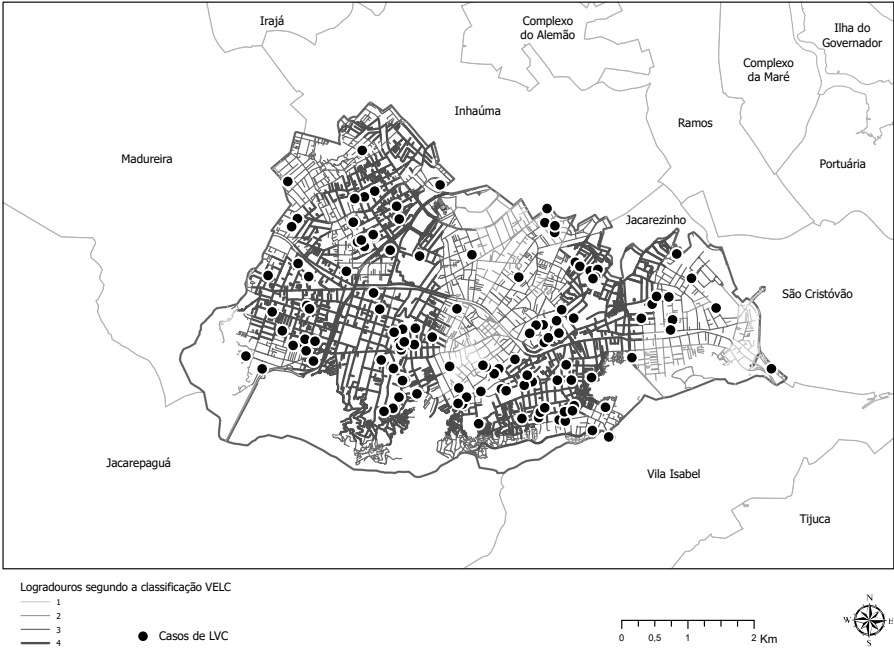 Irajá
Complexo
do Alemão
Ilha do
Governador
Complexo
da Maré
Inhaúma
Ramos
Madureira
Portuária
Jacarezinho
São Cristóvão
Jacarepaguá
Vila Isabel
Tijuca
Logradouros segundo a classificação VELC
1
2
3
4
Casos de LVC
0 0,5 1 2 Km
N
W E
S